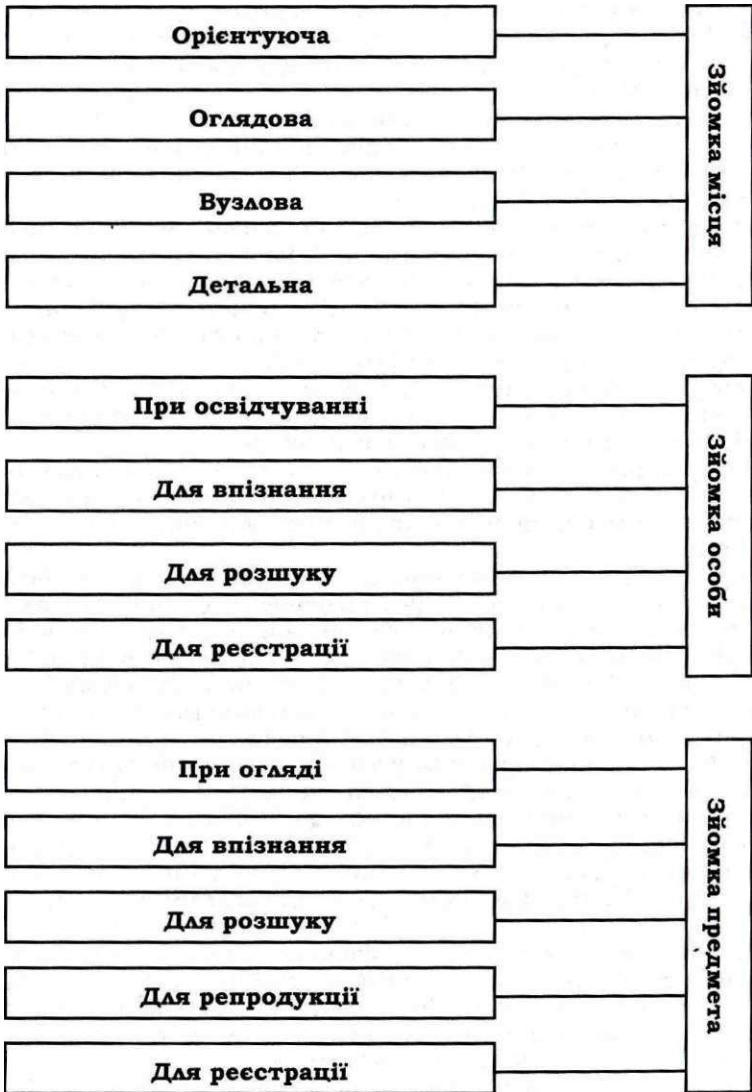 Орієнтуюча
Оглядова
Вузлова
Детальна
Зйомка місця
При освідчуванні
Для впізнання
Для розшуку
Для реєстрації
Зйомка особи
При огляді
Для впізнання
Для розшуку
Для репродукції
Для реєстрації
Зйомка предмета